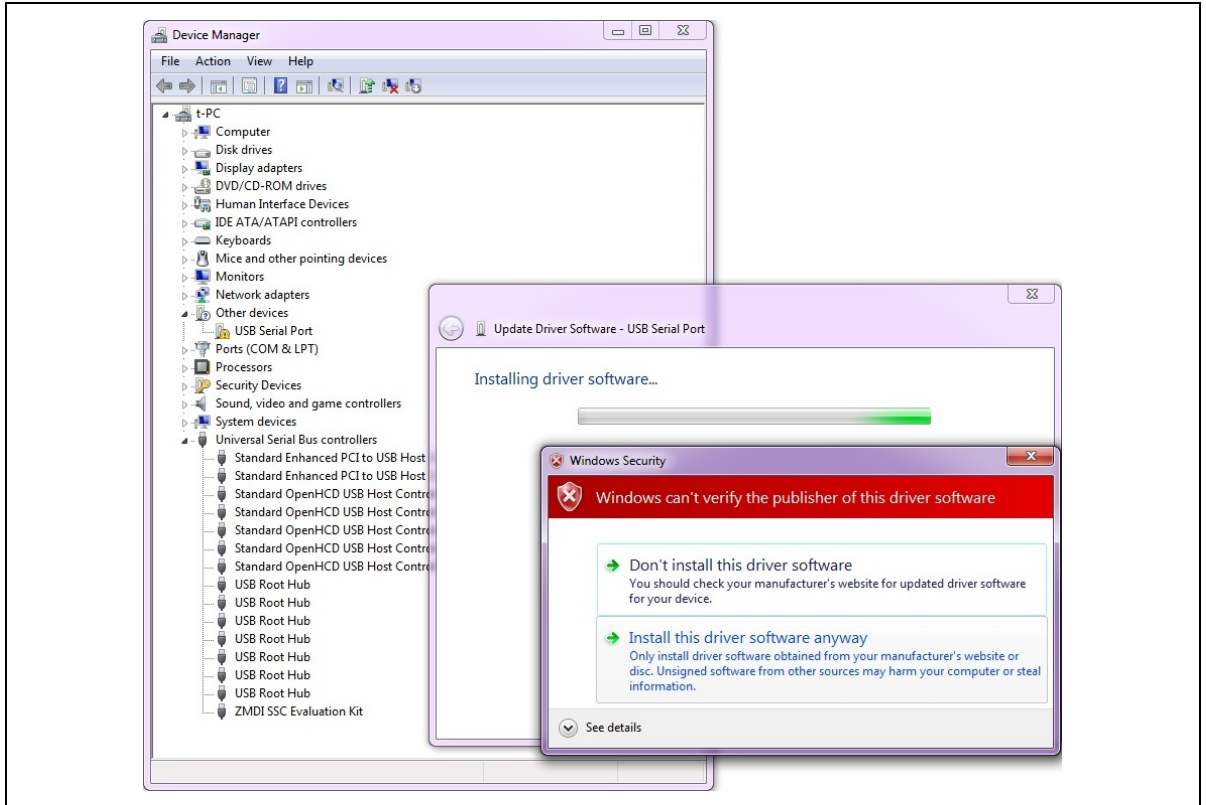 Device Manager
File Action View Help
t-PC
Computer
Disk drives
Display adapters
DVD/CD-ROM drives
Human Interface Devices
IDE ATA/ATAPI controllers
Keyboards
Mice and other pointing devices
Monitors
Network adapters
Other devices
USB Serial Port
Ports (COM & LPT)
Processors
Security Devices
Sound, video and game controllers
System devices
Universal Serial Bus controllers
Standard Enhanced PCI to USB Host
Standard Enhanced PCI to USB Host
Standard OpenHCD USB Host
Standard OpenHCD USB Host
Standard OpenHCD USB Host
Standard OpenHCD USB Host
Standard OpenHCD USB Host
USB Root Hub
USB Root Hub
USB Root Hub
USB Root Hub
USB Root Hub
USB Root Hub
USB Root Hub
ZMDI SSC Evaluation Kit
Update Driver Software - USB Serial Port
Installing driver software...
Windows Security
Windows can't verify the publisher of this driver software
Don't install this driver software
You should check your manufacturer's website for updated driver software
for your device.
Install this driver software anyway
Only install driver software obtained from your manufacturer's website or
disc. Unsigned software from other sources may harm your computer or steal
information.
See details